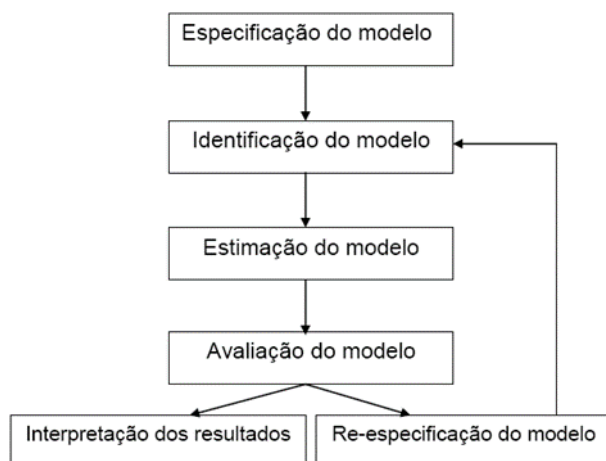 Especificação do modelo
Identificação do modelo
Estimação do modelo
Avaliação do modelo
Interpretação dos resultados
Re-especificação do modelo